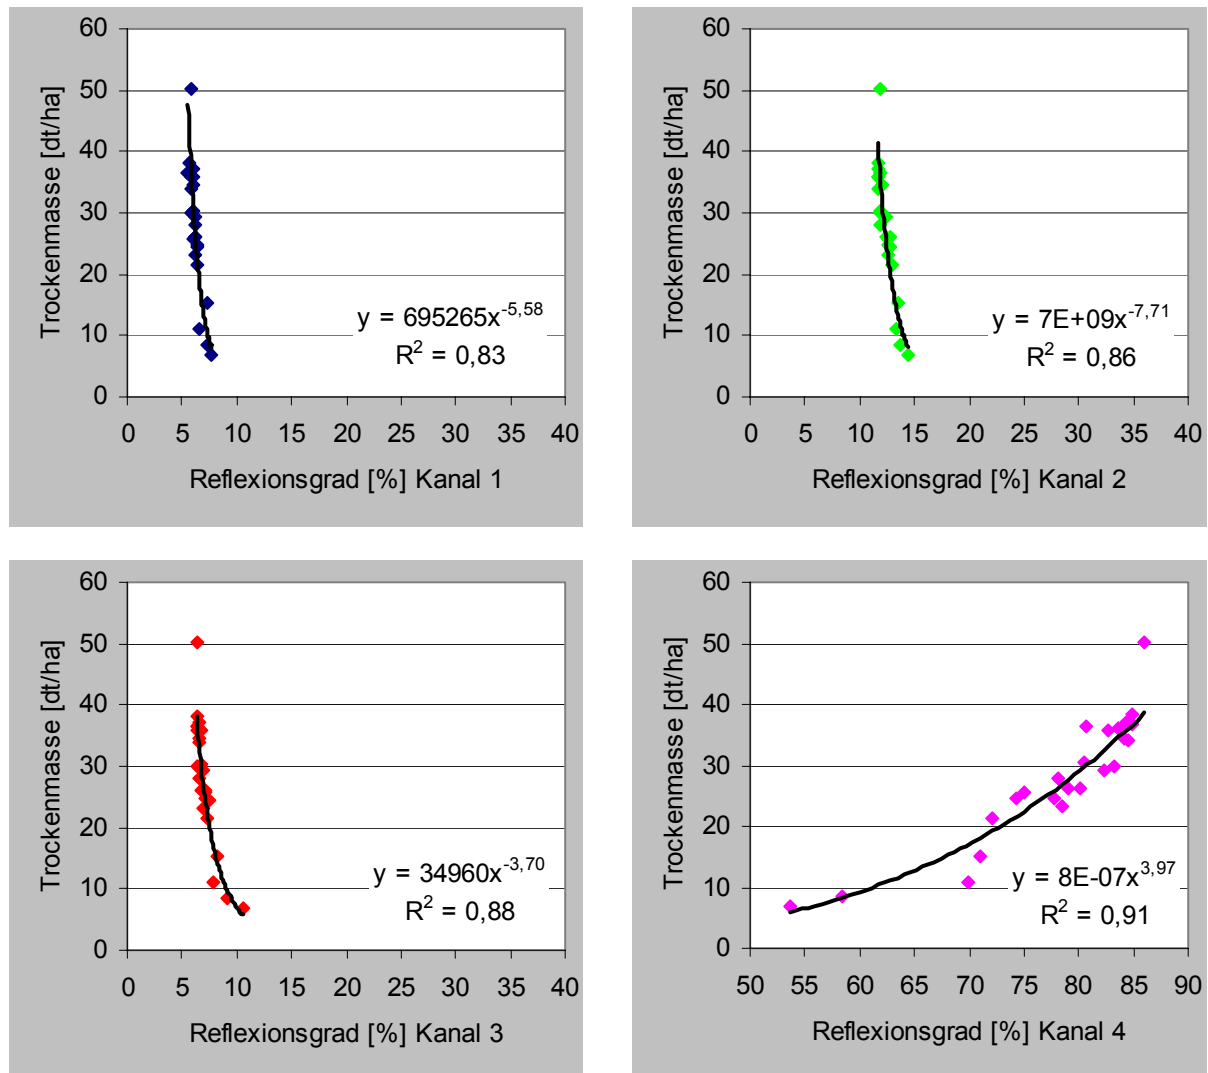 60
50
40
30
20
10
0
Trockenmasse [dt/ha]
y = 695265x^-5,58
R² = 0,83
0 5 10 15 20 25 30 35 40
Reflexionsgrad [%] Kanal 1
60
50
40
30
20
10
0
Trockenmasse [dt/ha]
y = 7E+09x^-7,71
R² = 0,86
0 5 10 15 20 25 30 35 40
Reflexionsgrad [%] Kanal 2
60
50
40
30
20
10
0
Trockenmasse [dt/ha]
y = 34960x^-3,70
R² = 0,88
0 5 10 15 20 25 30 35 40
Reflexionsgrad [%] Kanal 3
60
50
40
30
20
10
0
Trockenmasse [dt/ha]
y = 8E-07x^3,97
R² = 0,91
50 55 60 65 70 75 80 85 90
Reflexionsgrad [%] Kanal 4